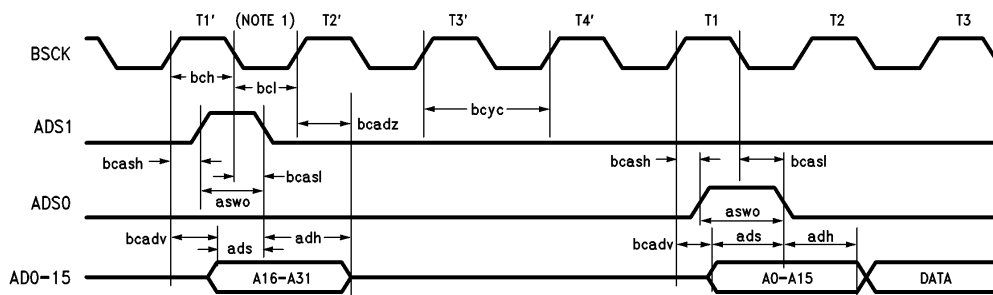 T1' (NOTE 1) T2' T3' T4' T1 T2 T3
BSCK
bch bcl bcadz bcyc
ADS1
bcash bcasl bcash bcasl
aswo
ADS0
aswo
bcadv ads adh bcadv ads adh
AD0-15 A16-A31 A0-A15 DATA